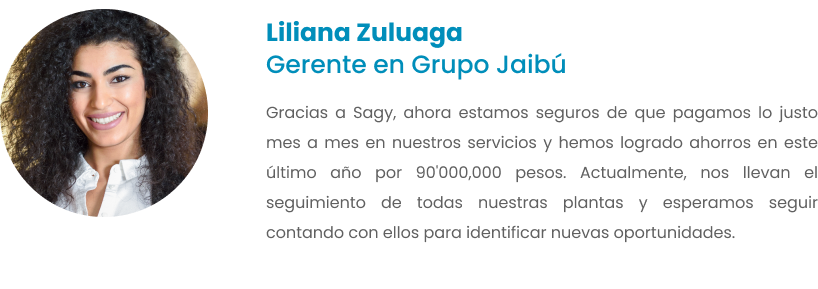 Liliana Zuluaga
Gerente en Grupo Jaibú
Gracias a Sagy, ahora estamos seguros de que pagamos lo justo
mes a mes en nuestros servicios y hemos logrado ahorros en este
último año por 90'000,000 pesos. Actualmente, nos llevan el
seguimiento de todas nuestras plantas y esperamos seguir
contando con ellos para identificar nuevas oportunidades.